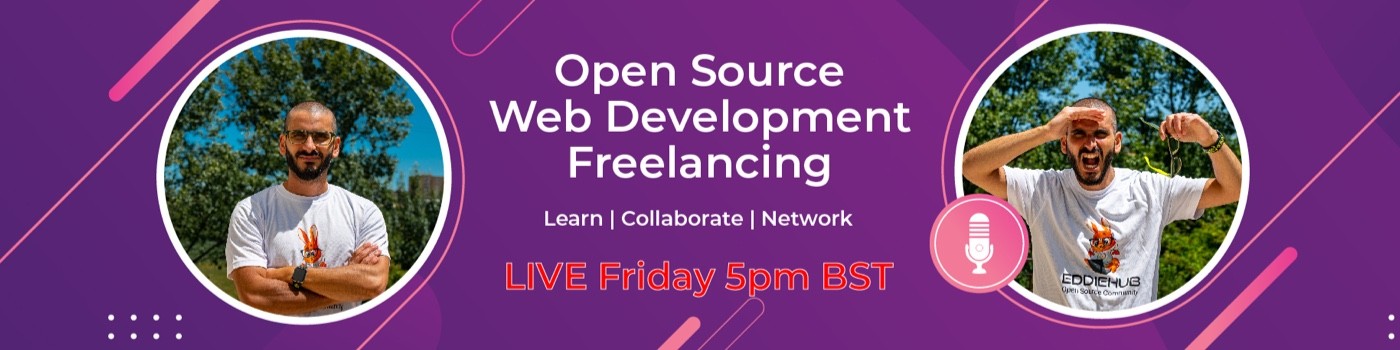 Open Source
Web Development
Freelancing
Learn | Collaborate | Network
LIVE Friday 5pm BST
EDDIEHUB
Open Source Community